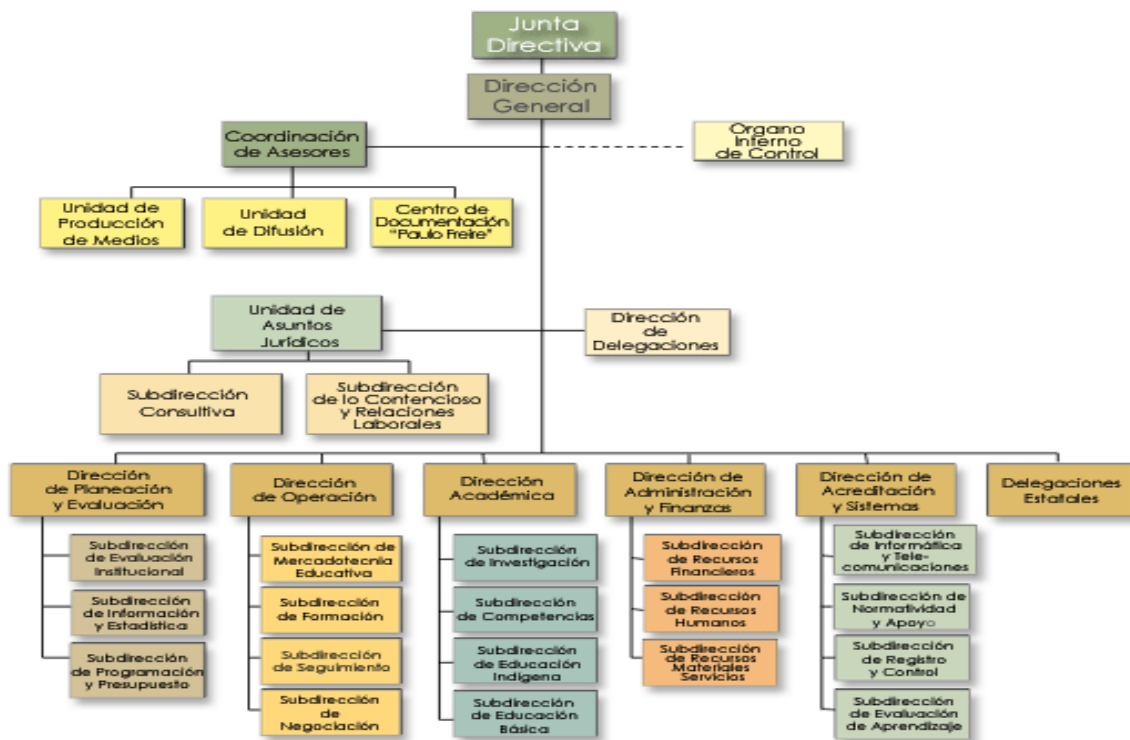 Junta
Directiva
Dirección
General
Coordinación
de Asesores
Organo
Interno
de Control
Unidad de
Producción
de Medios
Unidad
de Difusión
Centro de
Documentación
"Paulo Freire"
Unidad de
Asuntos
Jurídicos
Dirección
de
Delegaciones
Subdirección
Consultiva
Subdirección
de lo Contencioso
y Relaciones
Laborales
Dirección
de Planeación
y Evaluación
Dirección
de Operación
Dirección
Académica
Dirección de
Administración
y Finanzas
Dirección de
Acreditación
y Sistemas
Delegaciones
Estatales
Subdirección
de Evaluación
Institucional
Subdirección
de Información
y Estadística
Subdirección
de Programación
y Presupuesto
Subdirección de
Mercadotecnia
Educativa
Subdirección
de Formación
Subdirección
de Seguimiento
Subdirección
de
Negociación
Subdirección
de Investigación
Subdirección
de Competencias
Subdirección
de Educación
Indígena
Subdirección
de Educación
Básica
Subdirección
de Recursos
Financieros
Subdirección
de Recursos
Humanos
Subdirección
de Recursos
Materiales
Servicios
Subdirección
de Informática
y Tele-
comunicaciones
Subdirección de
Normatividad
y Apoyo
Subdirección
de Registro
y Control
Subdirección
de Evaluación
de Aprendizaje